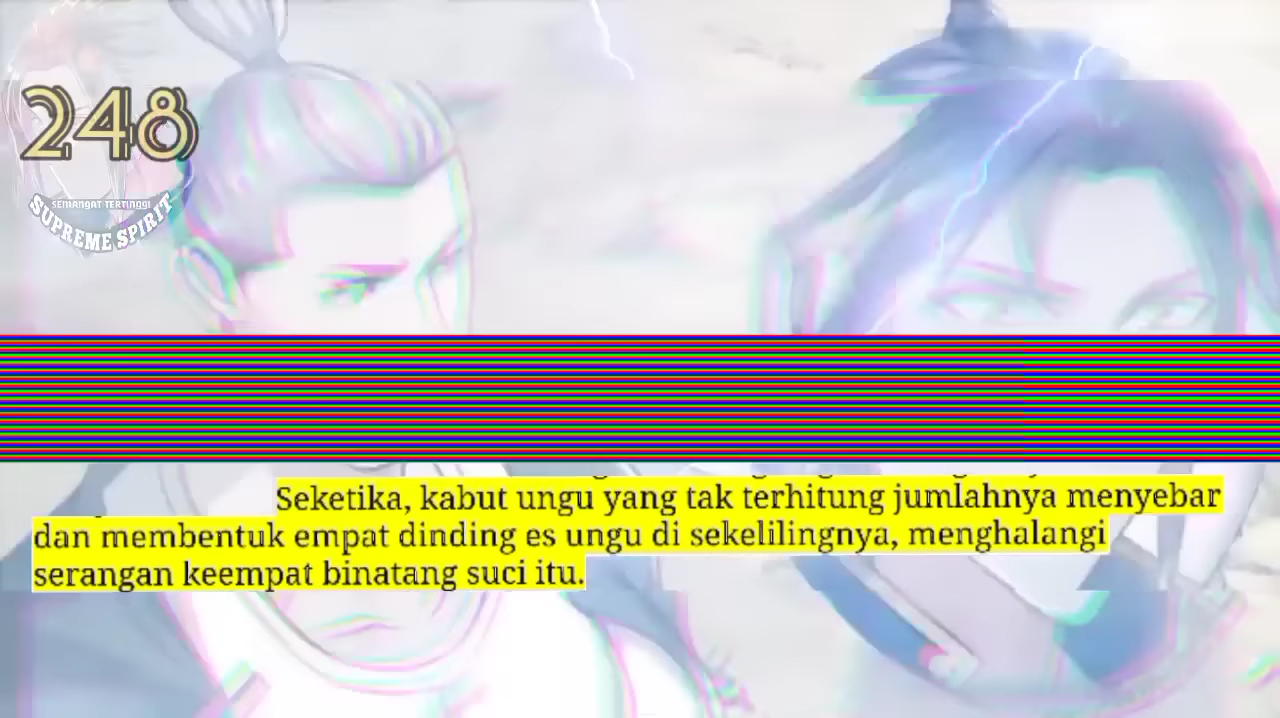 248
SEMANGAT TERTINGGI
SUPREME SPIRIT
Seketika, kabut ungu yang tak terhitung jumlahnya menyebar
dan membentuk empat dinding es ungu di sekelilingnya, menghalangi
serangan keempat binatang suci itu.